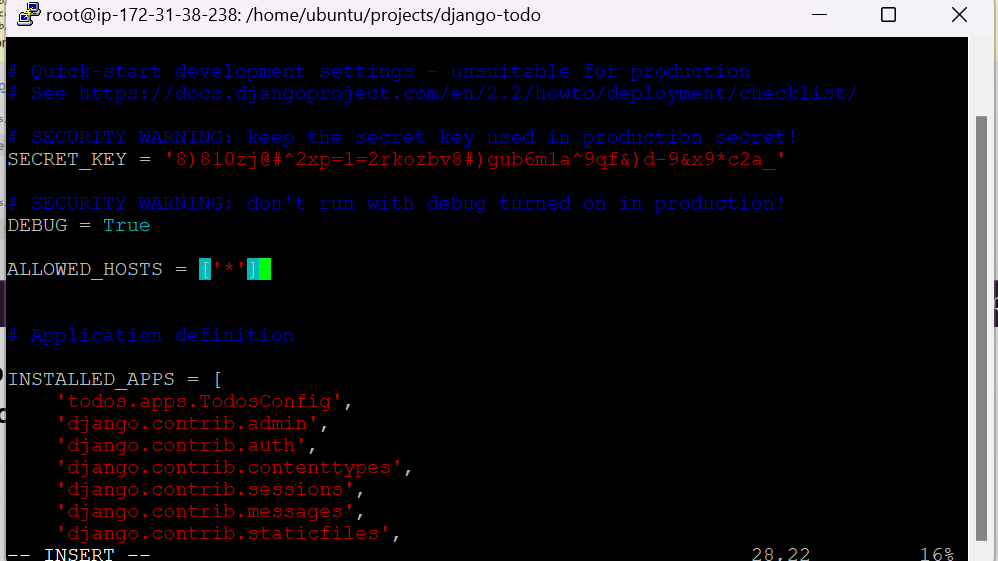 root@ip-172-31-38-238: /home/ubuntu/projects/django-todo
# Quick-start development settings - unsuitable for production
# See https://docs.djangoproject.com/en/2.2/howto/deployment/checklist/
# SECURITY WARNING: keep the secret key used in production secret!
SECRET_KEY = '8)810zj@#^2xp=1=2rkozbv8#)gub6m1a^9qf&)d-9&x9*c2a_'
# SECURITY WARNING: don't run with debug turned on in production!
DEBUG = True
ALLOWED_HOSTS = ['*']
# Application definition
INSTALLED_APPS = [
'todos.apps.TodosConfig',
'django.contrib.admin',
'django.contrib.auth',
'django.contrib.contenttypes',
'django.contrib.sessions',
'django.contrib.messages',
'django.contrib.staticfiles',
-- INSERT -- 28,22 16%